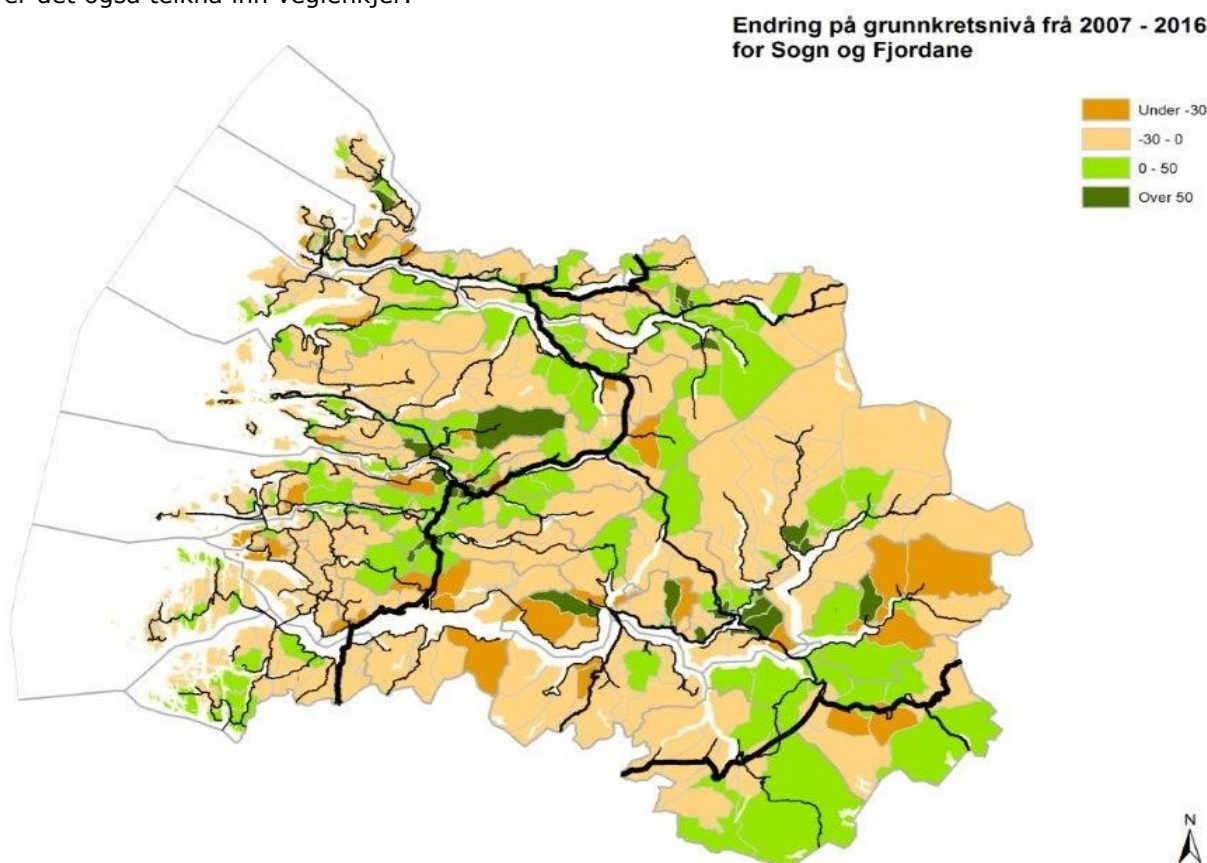 er det også teikna inn veglenkjer.
Endring på grunnkretsnivå frå 2007 - 2016
for Sogn og Fjordane
Under -30
-30 - 0
0 - 50
Over 50
N